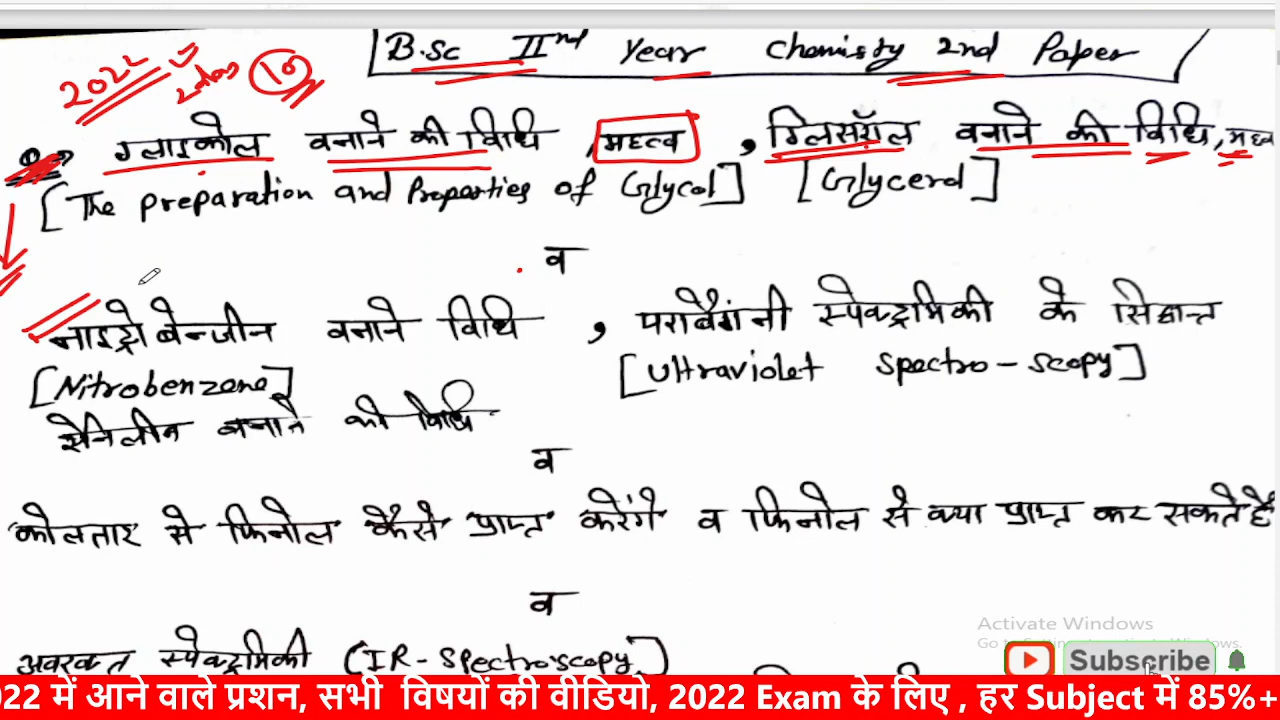 B.Sc IInd Year Chemistry 2nd Paper
2022
ग्लाइकोल बनाने की विधि, महत्व, ग्लिसरॉल बनाने की विधि, महत्व
[The preparation and Properties of Glycol] [Glycerol]
व
नाइट्रोबेन्जीन बनाने विधि, पराबैंगनी स्पेक्ट्रमिकी के सिद्धान्त
[Nitrobenzene] [Ultraviolet Spectro-scopy]
ऐनिलीन बनाने की विधि
व
कोलतार से फिनोल कैसे प्राप्त करेंगे व फिनोल से क्या प्राप्त कर सकते हैं
व
अवरक्त स्पेक्ट्रमिकी (IR-Spectroscopy)
Activate Windows
Subscribe
022 में आने वाले प्रशन, सभी विषयों की वीडियो, 2022 Exam के लिए , हर Subject में 85%+